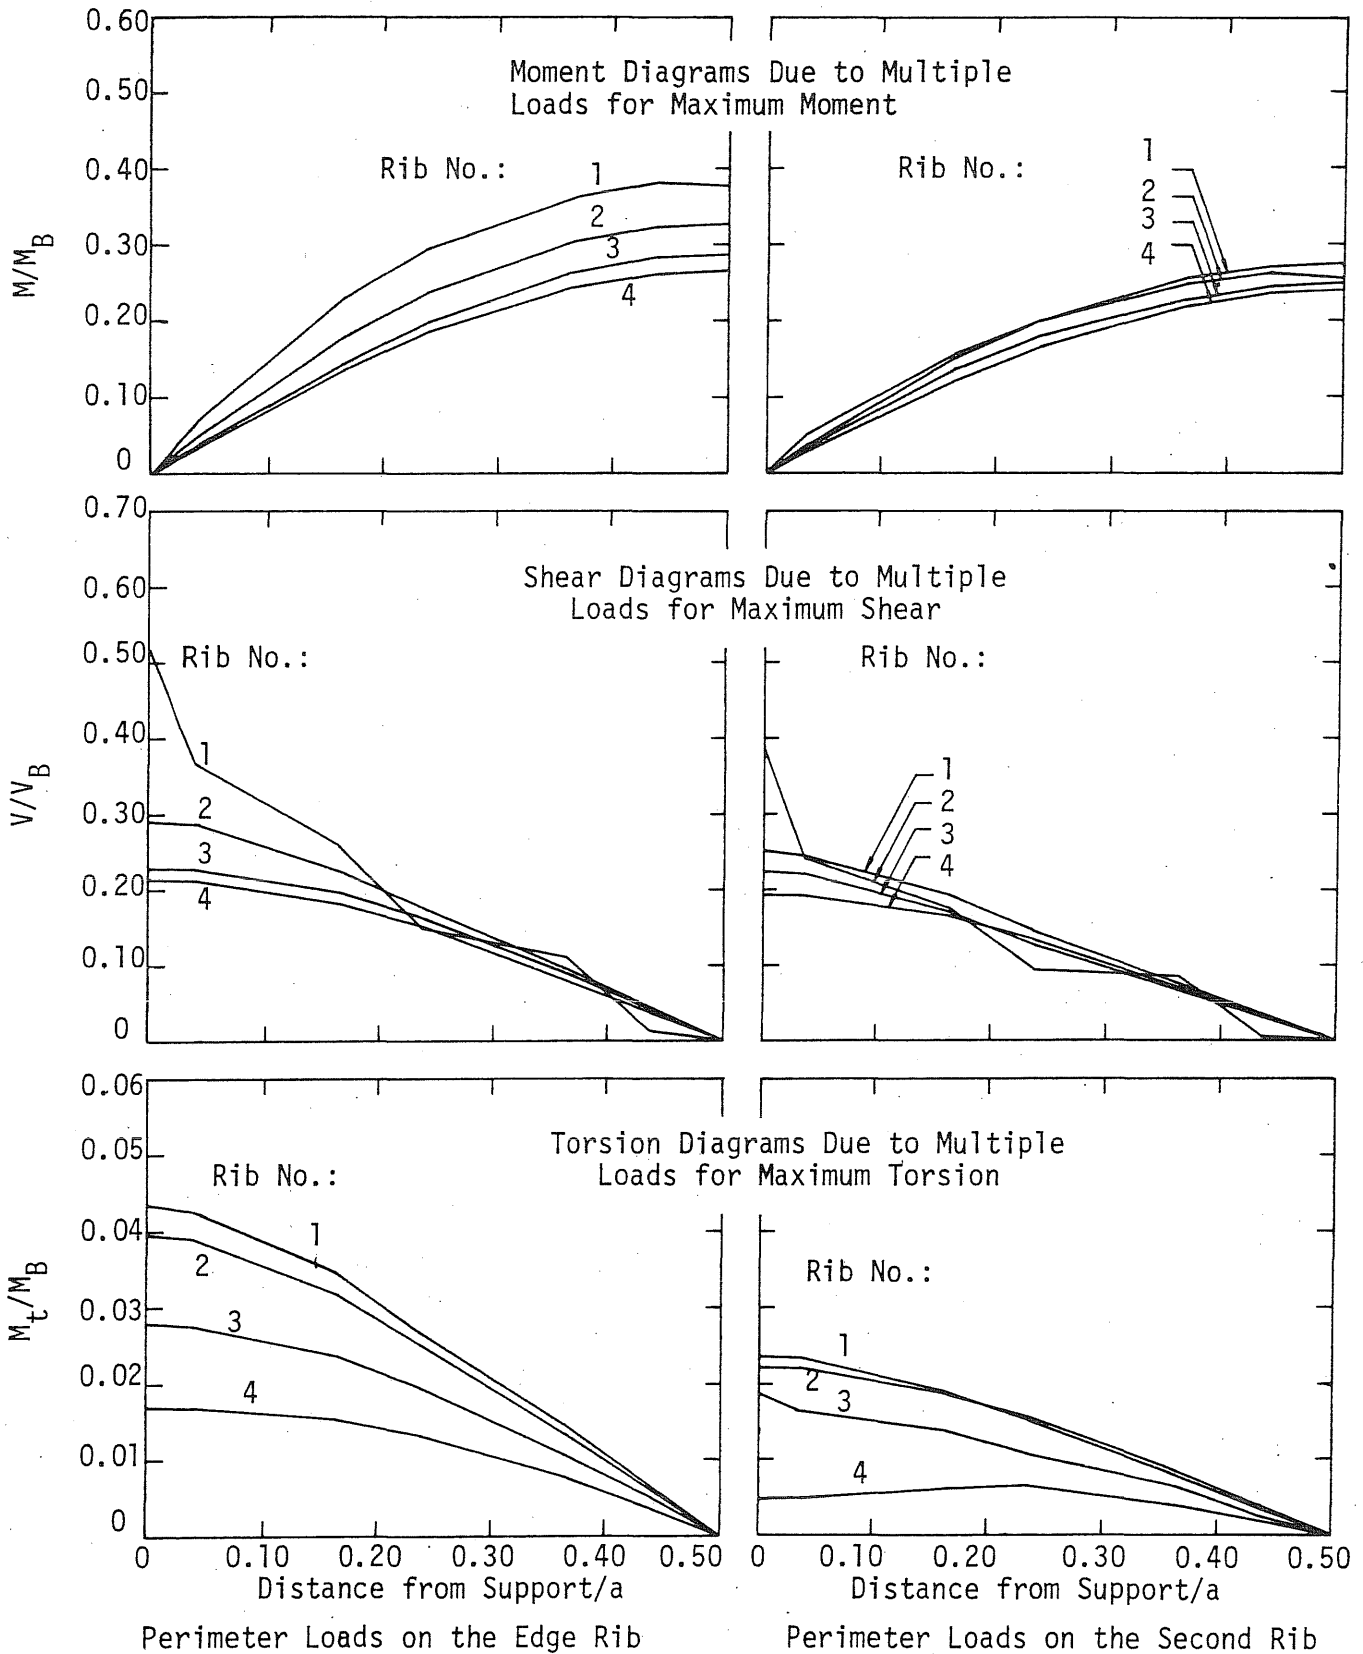 Moment Diagrams Due to Multiple
Loads for Maximum Moment
M/M_B
0.60
0.50
0.40
0.30
0.20
0.10
0
Rib No.:
1
2
3
4
Rib No.:
1
2
3
4
Shear Diagrams Due to Multiple
Loads for Maximum Shear
V/V_B
0.70
0.60
0.50
0.40
0.30
0.20
0.10
0
Rib No.:
1
2
3
4
Rib No.:
1
2
3
4
Torsion Diagrams Due to Multiple
Loads for Maximum Torsion
M_t/M_B
0.06
0.05
0.04
0.03
0.02
0.01
0
Rib No.:
1
2
3
4
Rib No.:
1
2
3
4
0 0.10 0.20 0.30 0.40 0.50
Distance from Support/a
Perimeter Loads on the Edge Rib
0 0.10 0.20 0.30 0.40 0.50
Distance from Support/a
Perimeter Loads on the Second Rib